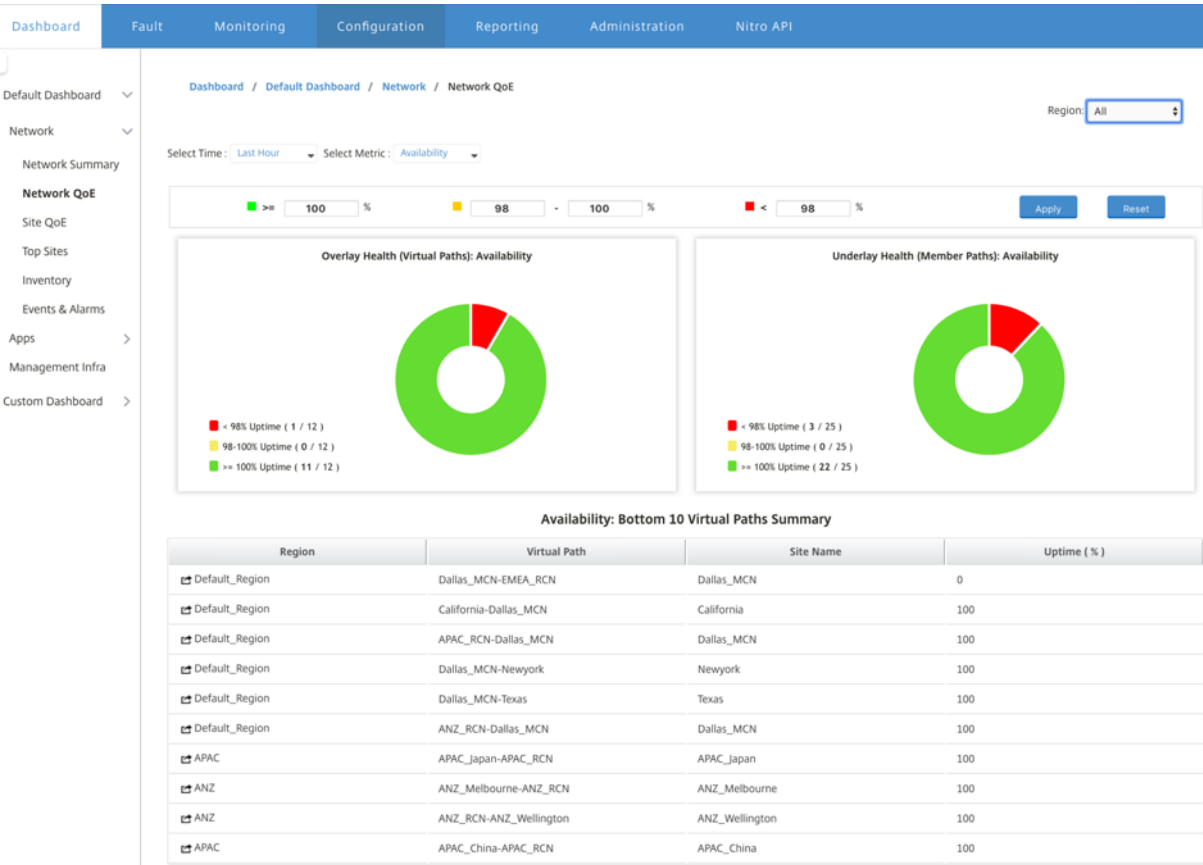 Dashboard Fault Monitoring Configuration Reporting Administration Nitro API
Default Dashboard
Network
Network Summary
Network QoE
Site QoE
Top Sites
Inventory
Events & Alarms
Apps
Management Infra
Custom Dashboard
Dashboard / Default Dashboard / Network / Network QoE
Region: All
Select Time : Last Hour Select Metric : Availability
>= 100 % 98 - 100 % < 98 % Apply Reset
Overlay Health (Virtual Paths): Availability
< 98% Uptime ( 1 / 12 )
98-100% Uptime ( 0 / 12 )
>= 100% Uptime ( 11 / 12 )
Underlay Health (Member Paths): Availability
< 98% Uptime ( 3 / 25 )
98-100% Uptime ( 0 / 25 )
>= 100% Uptime ( 22 / 25 )
Availability: Bottom 10 Virtual Paths Summary
Region Virtual Path Site Name Uptime ( % )
Default_Region Dallas_MCN-EMEA_RCN Dallas_MCN 0
Default_Region California-Dallas_MCN California 100
Default_Region APAC_RCN-Dallas_MCN Dallas_MCN 100
Default_Region Dallas_MCN-Newyork Newyork 100
Default_Region Dallas_MCN-Texas Texas 100
Default_Region ANZ_RCN-Dallas_MCN Dallas_MCN 100
APAC APAC_Japan-APAC_RCN APAC_Japan 100
ANZ ANZ_Melbourne-ANZ_RCN ANZ_Melbourne 100
ANZ ANZ_RCN-ANZ_Wellington ANZ_Wellington 100
APAC APAC_China-APAC_RCN APAC_China 100